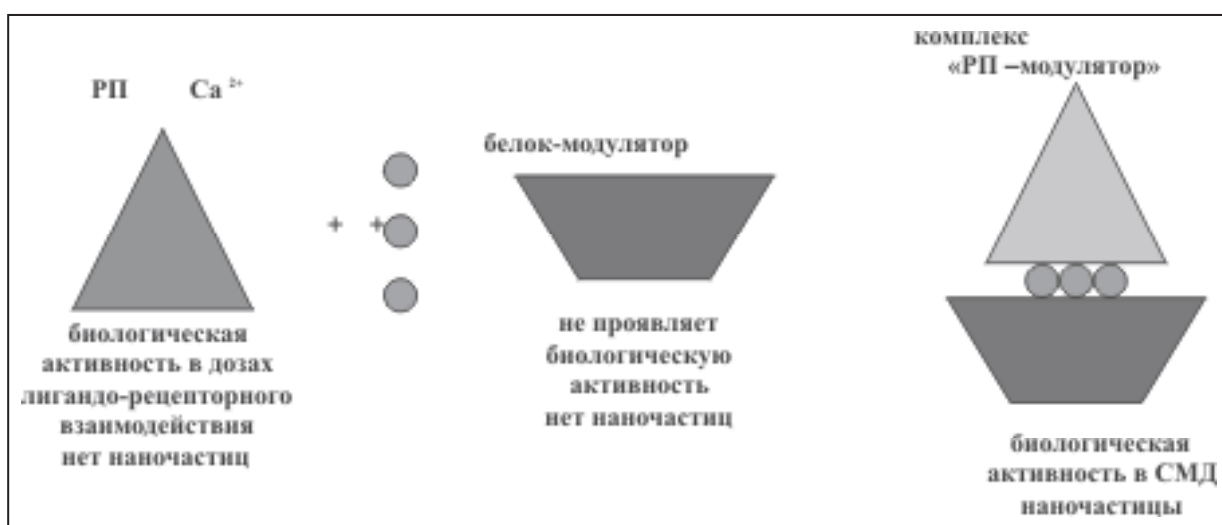 комплекс
«РП –модулятор»
РП Ca 2+
белок-модулятор
+ +
биологическая
активность в дозах
лигандо-рецепторного
взаимодействия
нет наночастиц
не проявляет
биологическую
активность
нет наночастиц
биологическая
активность в СМД
наночастицы